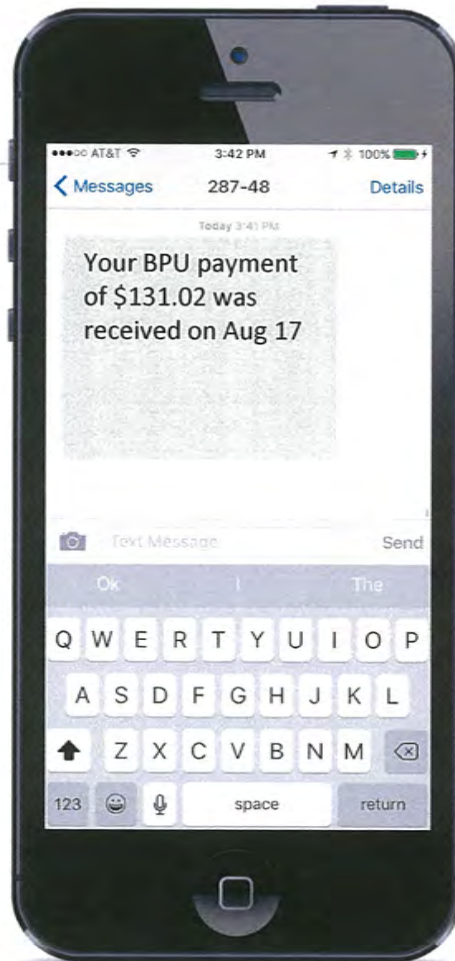 ●●●○○ AT&T 3:42 PM 100%
Messages 287-48 Details
Today 3:41 PM
Your BPU payment
of $131.02 was
received on Aug 17
Text Message Send
Ok I The
Q W E R T Y U I O P
A S D F G H J K L
Z X C V B N M
123 space return